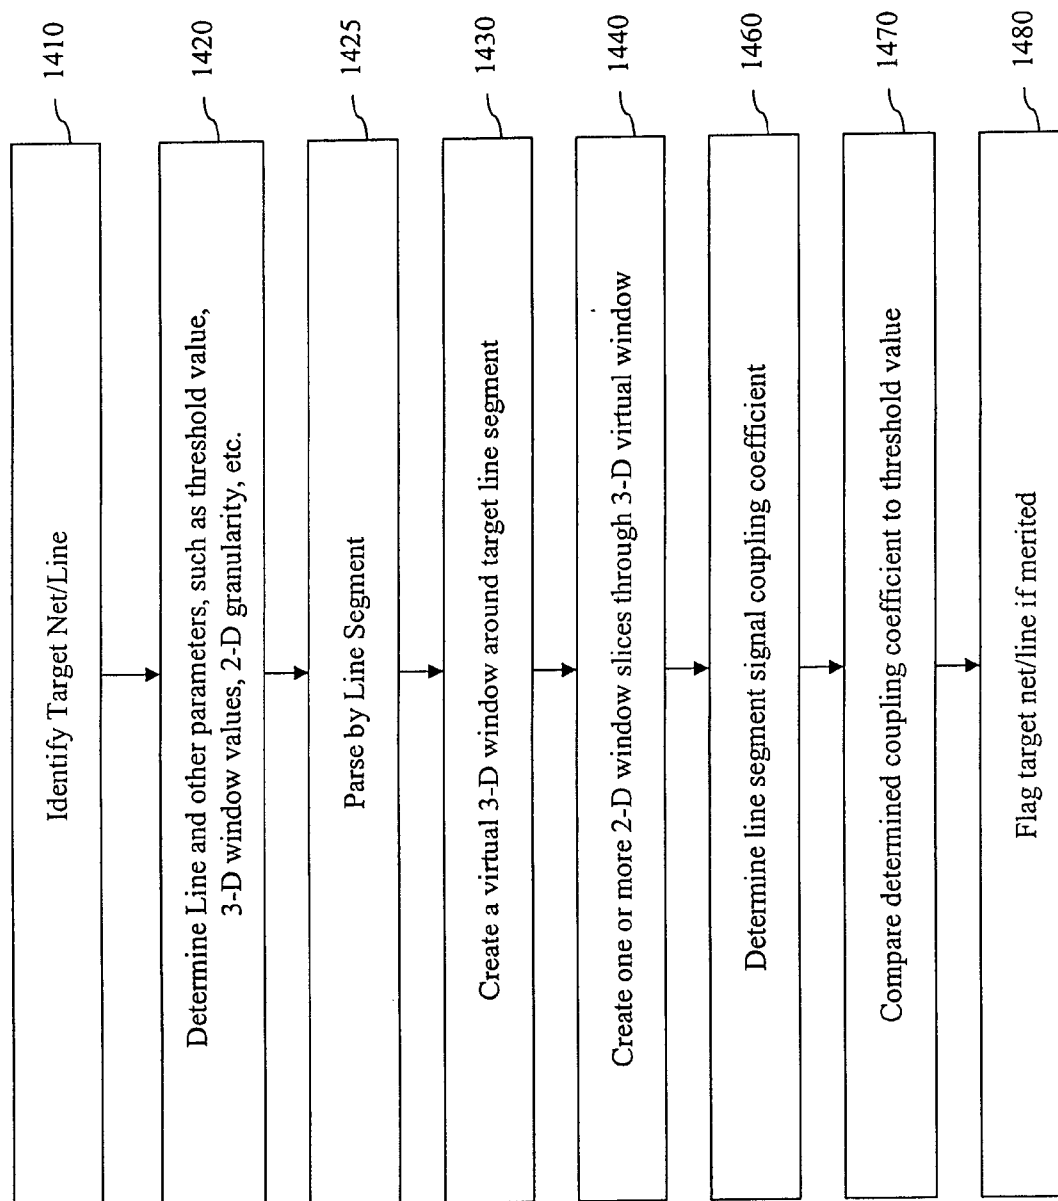 Identify Target Net/Line
1410
Determine Line and other parameters, such as threshold value,
3-D window values, 2-D granularity, etc.
1420
Parse by Line Segment
1425
Create a virtual 3-D window around target line segment
1430
Create one or more 2-D window slices through 3-D virtual window
1440
Determine line segment signal coupling coefficient
1460
Compare determined coupling coefficient to threshold value
1470
Flag target net/line if merited
1480